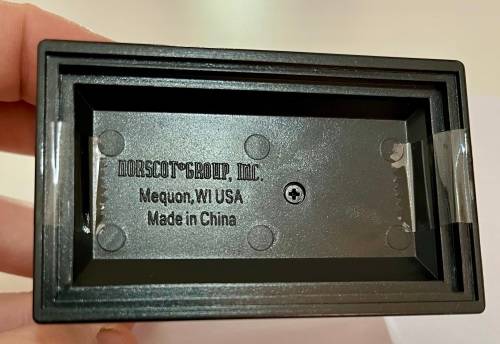 NORSCOT®GROUP, INC.
Mequon, WI USA
Made in China